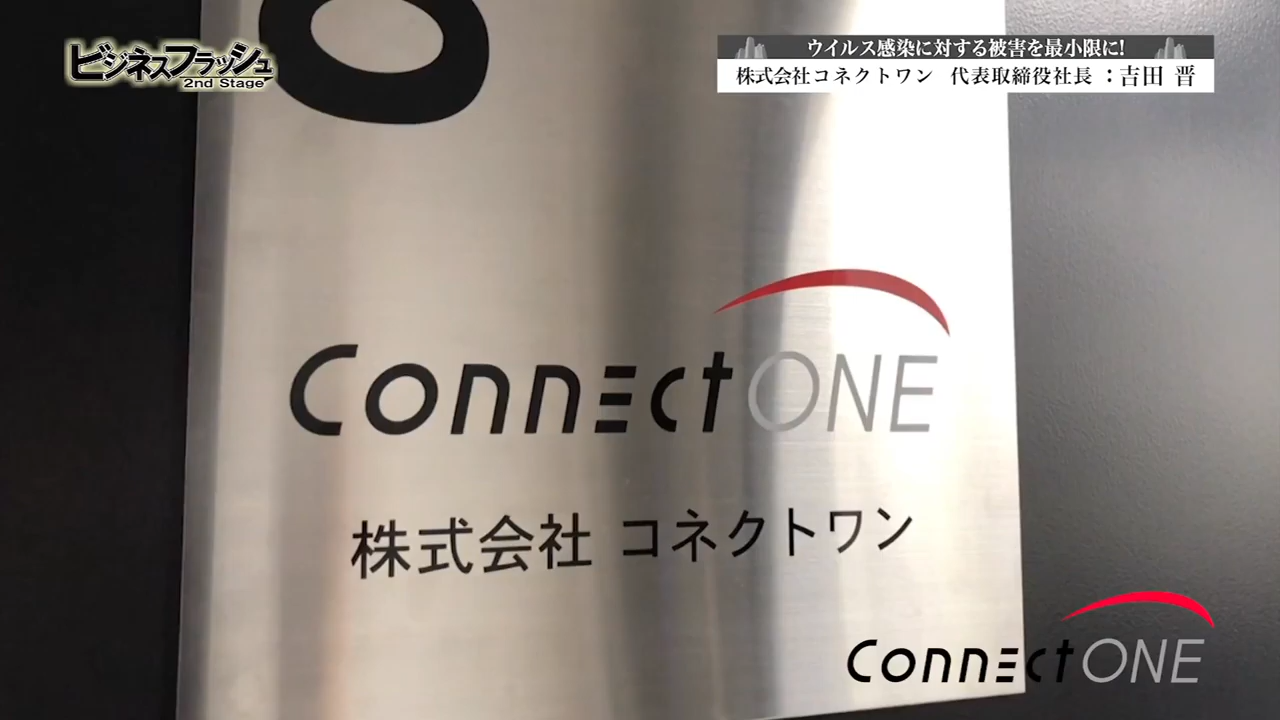 ビジネスフラッシュ
2nd Stage
ウイルス感染に対する被害を最小限に!
株式会社コネクトワン 代表取締役社長：吉田 晋
ConnectONE
株式会社 コネクトワン
ConnectONE